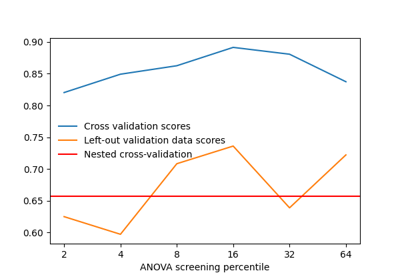 0.90
0.85
0.80
0.75
0.70
0.65
0.60
Cross validation scores
Left-out validation data scores
Nested cross-validation
2 4 8 16 32 64
ANOVA screening percentile